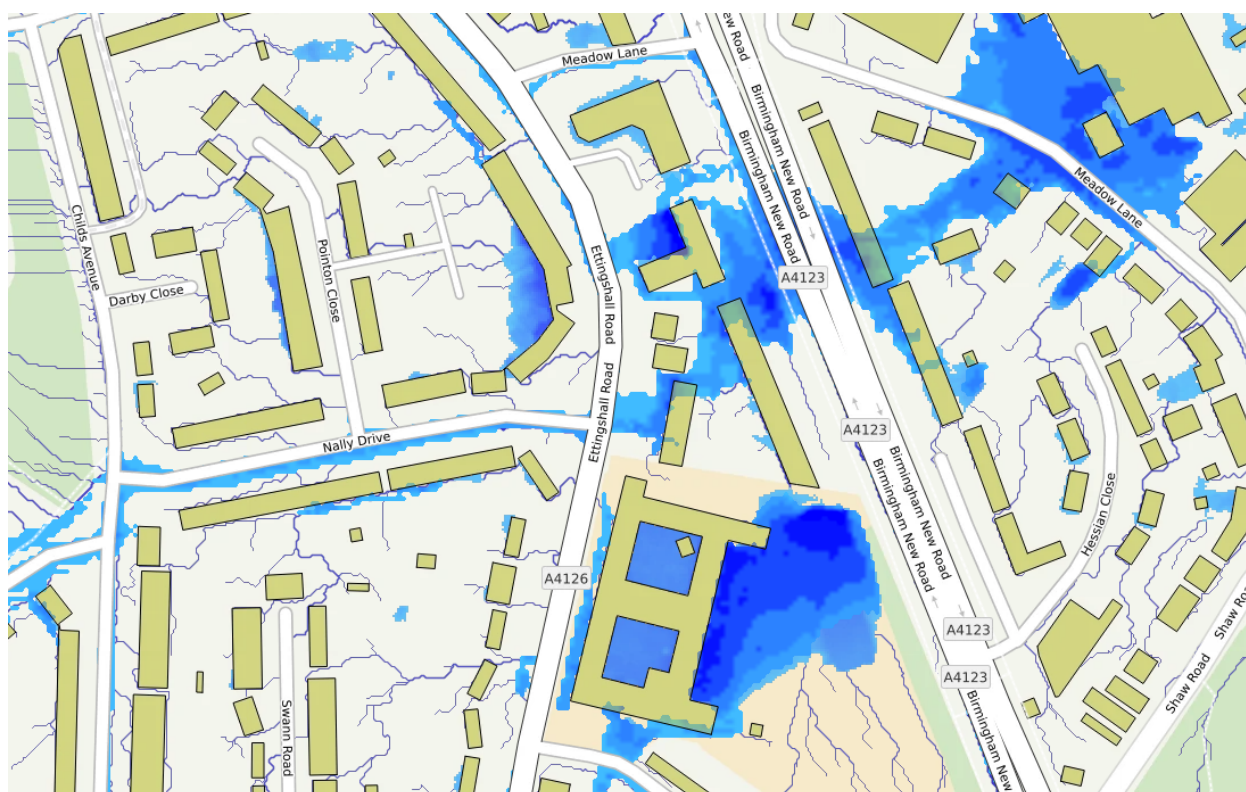 Meadow Lane
New Road
Birmingham New Road
Birmingham New Road
Meadow Lane
Childs Avenue
Pointon Close
Ettingshall Road
A4123
Darby Close
Ettingshall Road
A4123
Nally Drive
Birmingham New Road
Birmingham New Road
Hessian Close
A4126
A4123
Shaw Ro
A4123
Shaw Road
Swann Road
Birmingham New